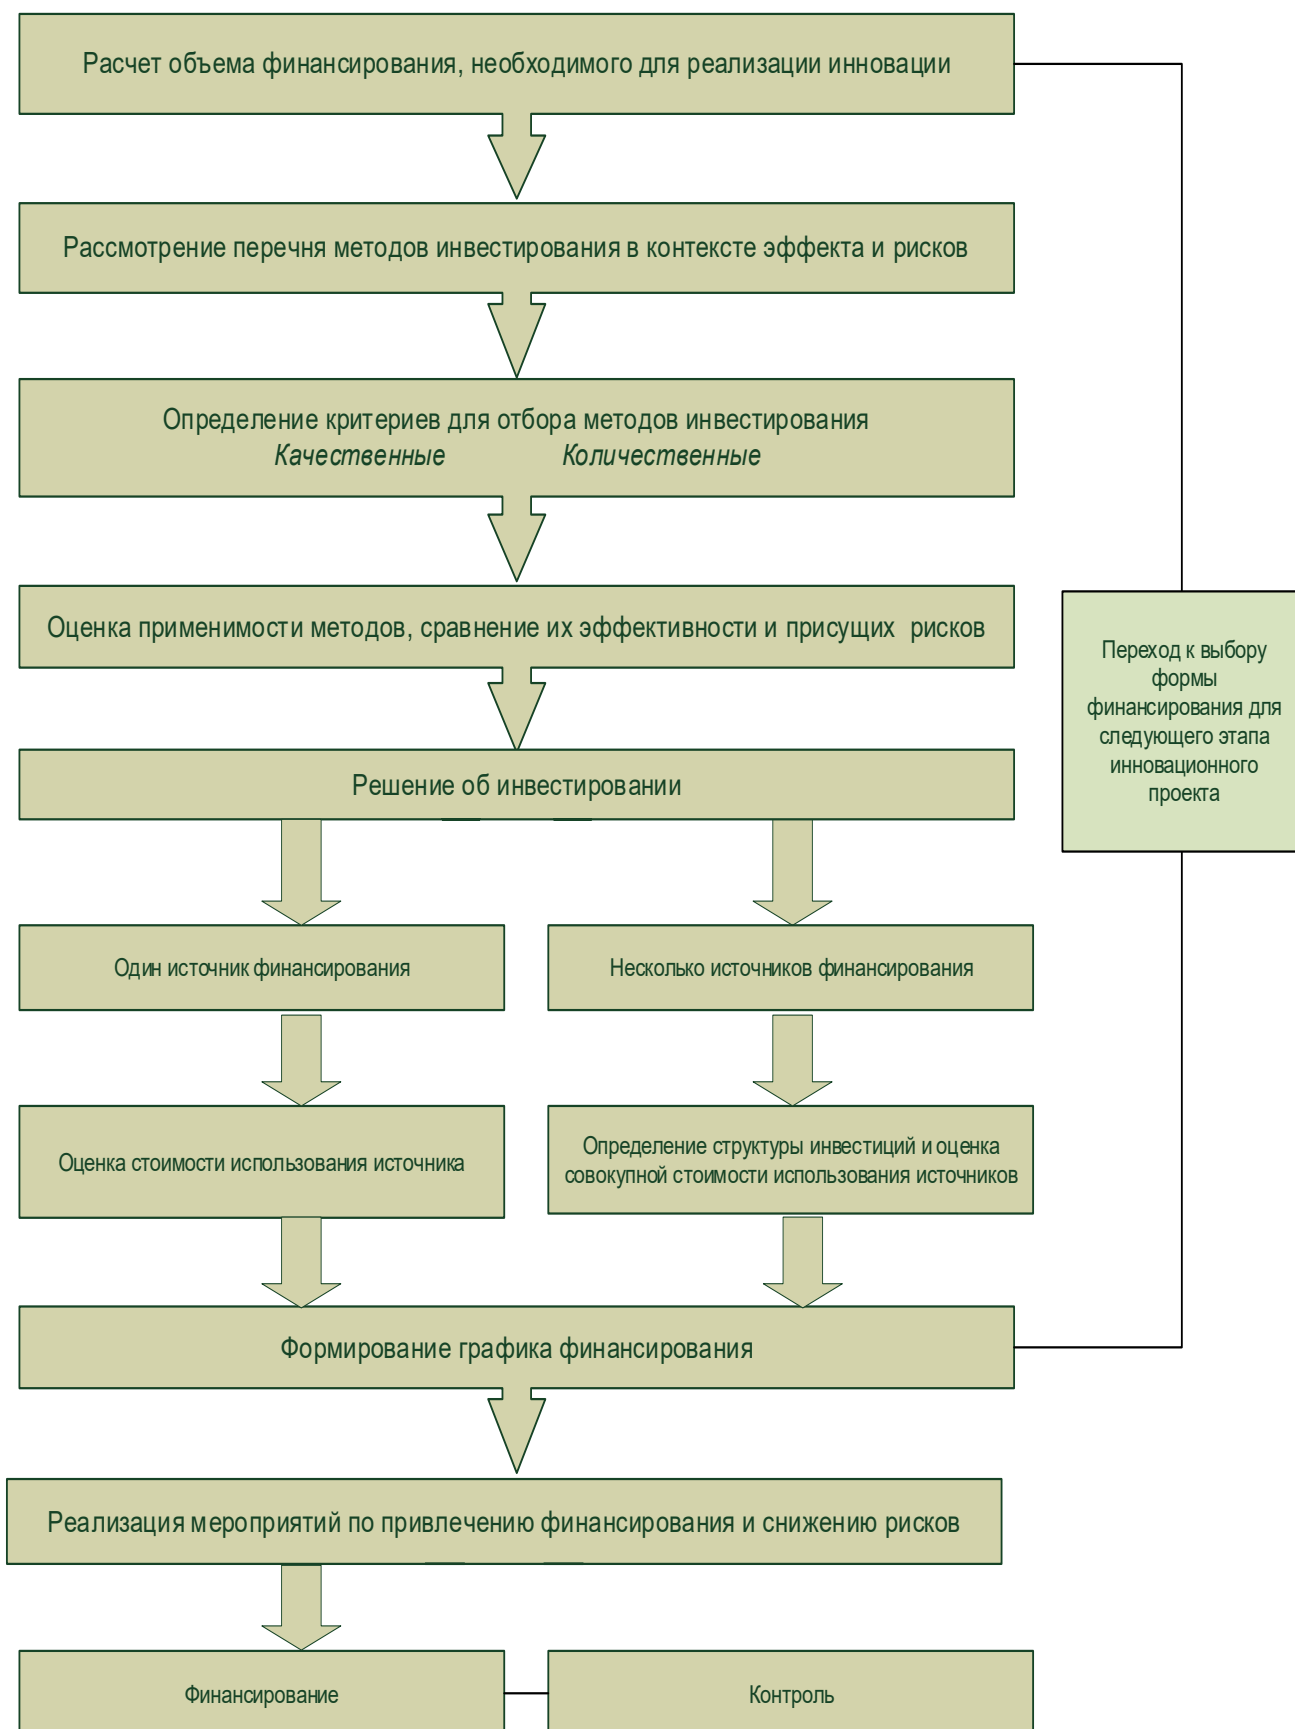 Расчет объема финансирования, необходимого для реализации инновации
Рассмотрение перечня методов инвестирования в контексте эффекта и рисков
Определение критериев для отбора методов инвестирования
Качественные Количественные
Оценка применимости методов, сравнение их эффективности и присущих рисков
Переход к выбору
формы
финансирования для
следующего этапа
инновационного
проекта
Решение об инвестировании
Один источник финансирования
Несколько источников финансирования
Оценка стоимости использования источника
Определение структуры инвестиций и оценка
совокупной стоимости использования источников
Формирование графика финансирования
Реализация мероприятий по привлечению финансирования и снижению рисков
Финансирование
Контроль